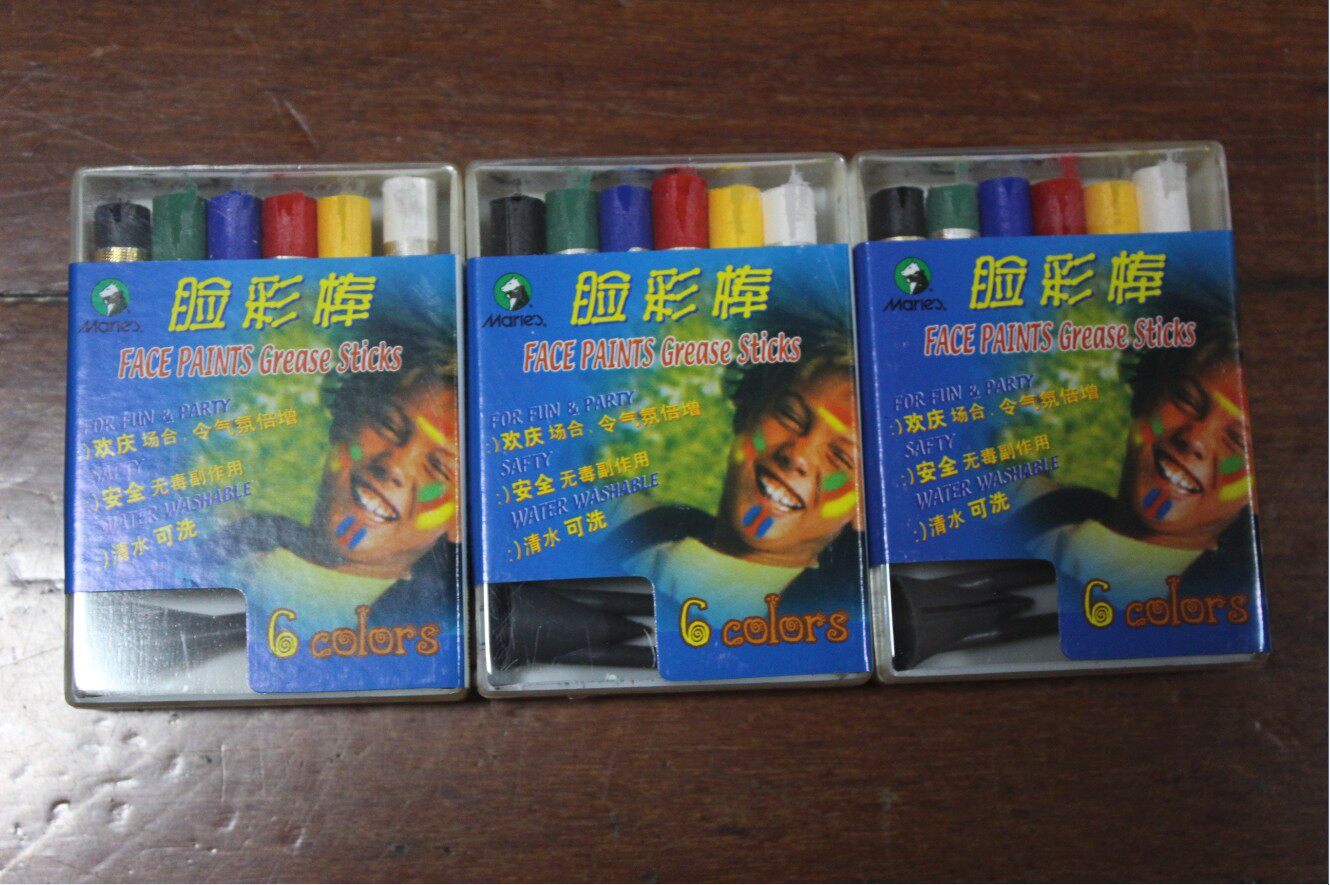 Marie's
脸彩棒
FACE PAINTS Grease Sticks
FOR FUN & PARTY
:)欢庆 场合，令气氛倍增
SAFTY
:)安全 无毒副作用
WATER WASHABLE
:)清水 可洗
6 colors
Marie's
脸彩棒
FACE PAINTS Grease Sticks
FOR FUN & PARTY
:)欢庆 场合，令气氛倍增
SAFTY
:)安全 无毒副作用
WATER WASHABLE
:)清水 可洗
6 colors
Marie's
脸彩棒
FACE PAINTS Grease Sticks
FOR FUN & PARTY
:)欢庆 场合，令气氛倍增
SAFTY
:)安全 无毒副作用
WATER WASHABLE
:)清水 可洗
6 colors